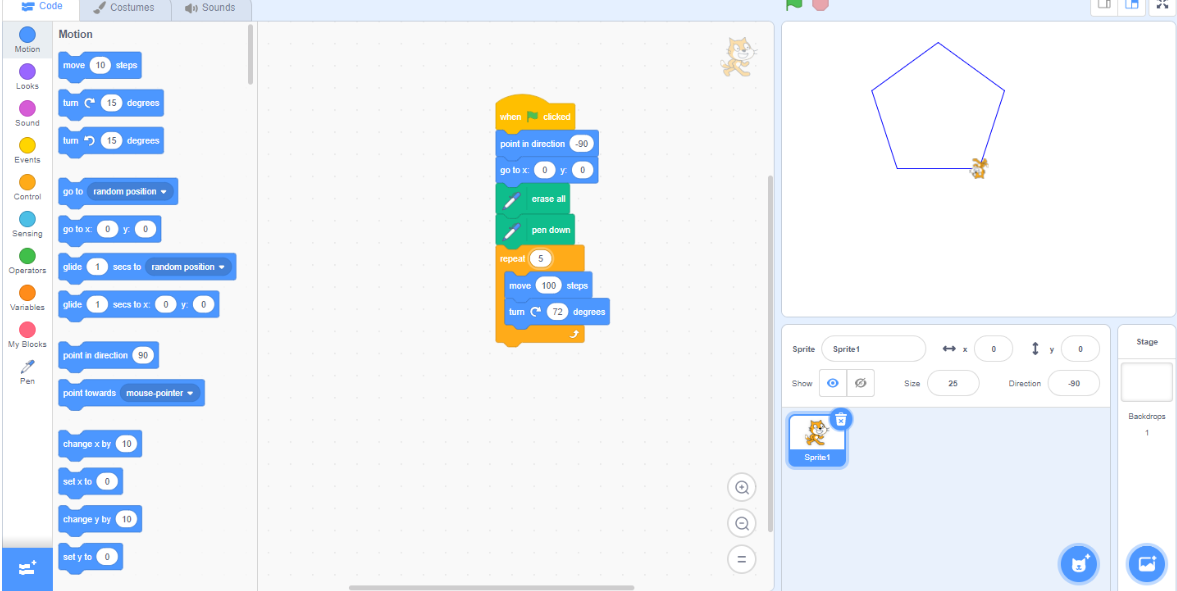 Code Costumes Sounds
Motion
Looks
Sound
Events
Control
Sensing
Operators
Variables
My Blocks
Pen
Motion
move 10 steps
turn 15 degrees
turn 15 degrees
go to random position
go to x: 0 y: 0
glide 1 secs to random position
glide 1 secs to x: 0 y: 0
point in direction 90
point towards mouse-pointer
change x by 10
set x to 0
change y by 10
set y to 0
when clicked
point in direction -90
go to x: 0 y: 0
erase all
pen down
repeat 5
move 100 steps
turn 72 degrees
Sprite Sprite1 x 0 y 0
Show Size 25 Direction -90
Sprite1
Stage
Backdrops
1